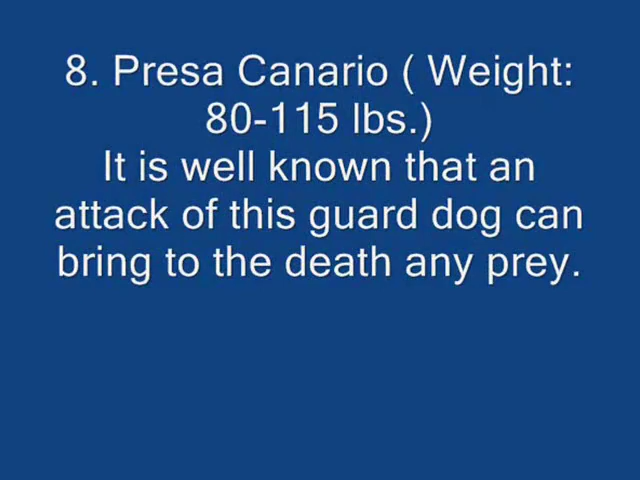 8. Presa Canario ( Weight:
80-115 lbs.)
It is well known that an
attack of this guard dog can
bring to the death any prey.